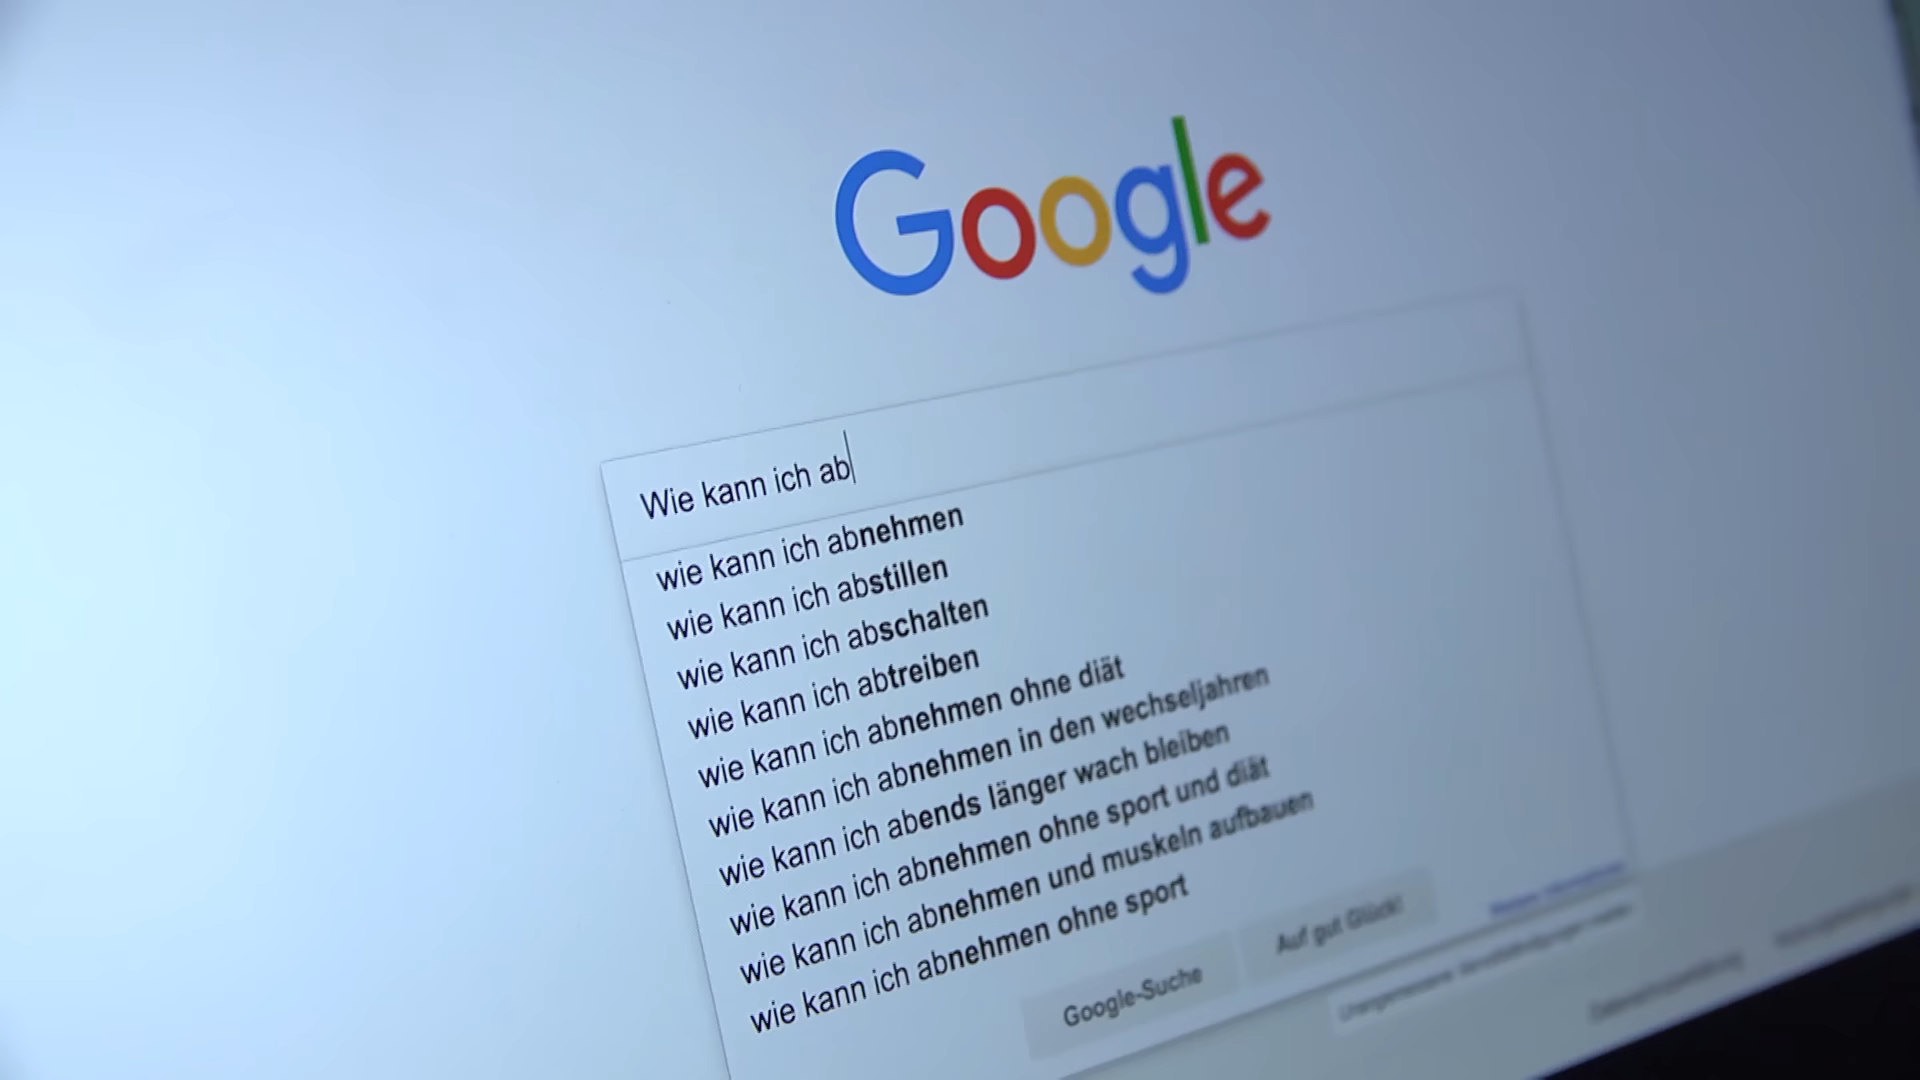 Google
Wie kann ich ab
wie kann ich abnehmen
wie kann ich abstillen
wie kann ich abschalten
wie kann ich abtreiben
wie kann ich abnehmen ohne diät
wie kann ich abnehmen in den wechseljahren
wie kann ich abends länger wach bleiben
wie kann ich abnehmen ohne sport und diät
wie kann ich abnehmen und muskeln aufbauen
wie kann ich abnehmen ohne sport
Google-Suche
Auf gut Glück!